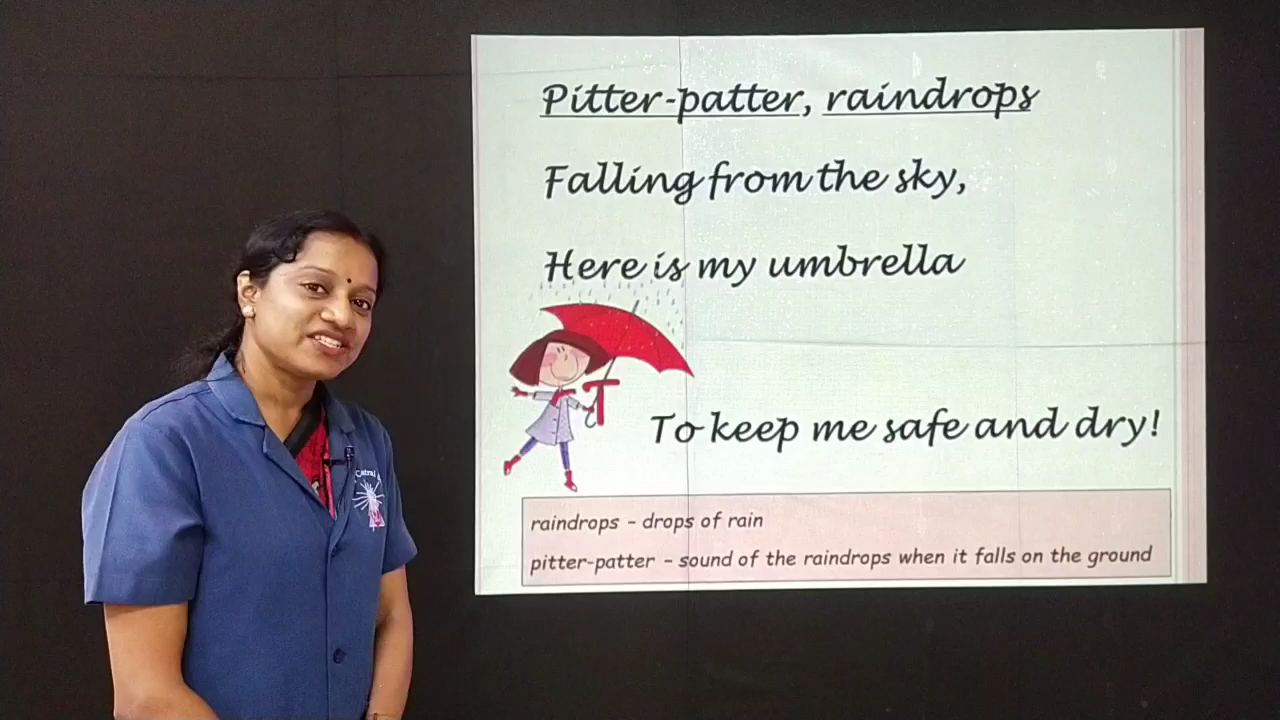 Pitter-patter, raindrops
Falling from the sky,
Here is my umbrella
To keep me safe and dry!
raindrops – drops of rain
pitter-patter – sound of the raindrops when it falls on the ground